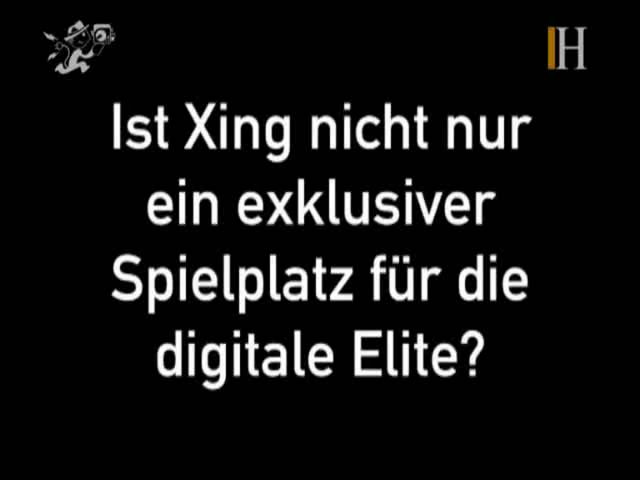 H
Ist Xing nicht nur
ein exklusiver
Spielplatz für die
digitale Elite?